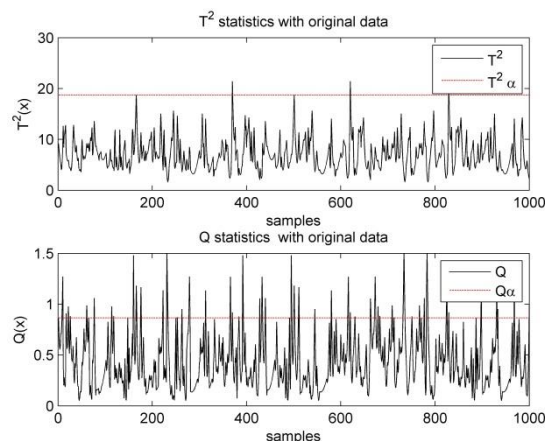 T² statistics with original data
30
20
10
0
T²(x)
T²
T² α
0 200 400 600 800 1000
samples
Q statistics with original data
1.5
1
0.5
0
Q(x)
Q
Qα
0 200 400 600 800 1000
samples